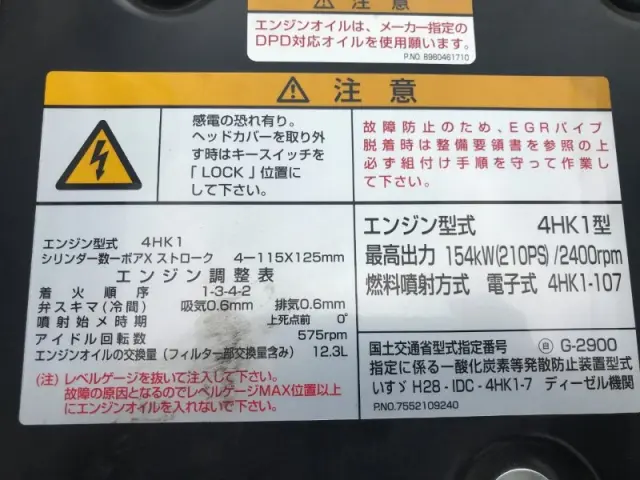 ⚠ 注意
エンジンオイルは、メーカー指定の
DPD対応オイルを使用願います。
P.NO. 8980461710
⚠ 注意
感電の恐れ有り。
ヘッドカバーを取り外
す時はキースイッチを
「LOCK」位置に
して下さい。
故障防止のため、EGRパイプ
脱着時は整備要領書を参照の上
必ず組付け手順を守って作業し
て下さい。
エンジン型式 4HK1
シリンダー数−ボアX ストローク 4−115X125mm
エンジン調整表
着火順序 1-3-4-2
弁スキマ(冷間) 吸気0.6mm 排気0.6mm
噴射始メ時期 上死点前 0°
アイドル回転数 575rpm
エンジンオイルの交換量(フィルター部交換量含み) 12.3L
(注) レベルゲージを抜いて注入して下さい。
故障の原因となるのでレベルゲージMAX位置以上
にエンジンオイルを入れないで下さい。
エンジン型式 4HK1型
最高出力 154kW(210PS)/2400rpm
燃料噴射方式 電子式 4HK1-107
国土交通省型式指定番号 G-2900
指定に係る一酸化炭素等発散防止装置型式
いすゞ H28-IDC-4HK1-7 ディーゼル機関
P.NO.7552109240